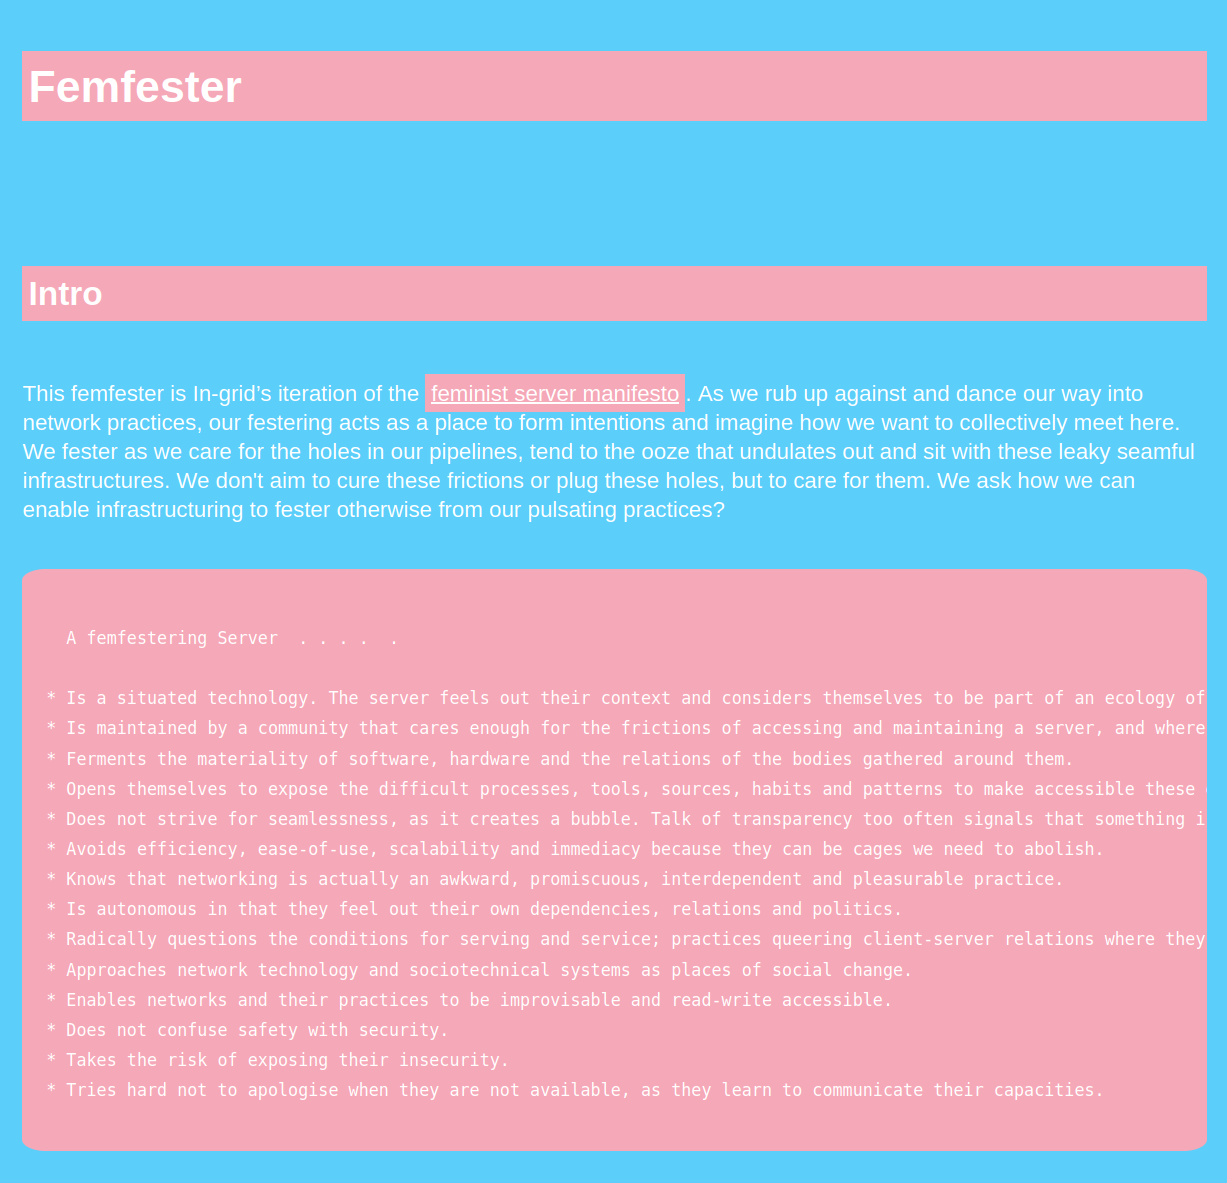 Femfester
Intro
This femfester is In-grid’s iteration of the feminist server manifesto . As we rub up against and dance our way into
network practices, our festering acts as a place to form intentions and imagine how we want to collectively meet here.
We fester as we care for the holes in our pipelines, tend to the ooze that undulates out and sit with these leaky seamful
infrastructures. We don't aim to cure these frictions or plug these holes, but to care for them. We ask how we can
enable infrastructuring to fester otherwise from our pulsating practices?
A femfestering Server . . . . .
* Is a situated technology. The server feels out their context and considers themselves to be part of an ecology of
* Is maintained by a community that cares enough for the frictions of accessing and maintaining a server, and where
* Ferments the materiality of software, hardware and the relations of the bodies gathered around them.
* Opens themselves to expose the difficult processes, tools, sources, habits and patterns to make accessible these
* Does not strive for seamlessness, as it creates a bubble. Talk of transparency too often signals that something i
* Avoids efficiency, ease-of-use, scalability and immediacy because they can be cages we need to abolish.
* Knows that networking is actually an awkward, promiscuous, interdependent and pleasurable practice.
* Is autonomous in that they feel out their own dependencies, relations and politics.
* Radically questions the conditions for serving and service; practices queering client-server relations where they
* Approaches network technology and sociotechnical systems as places of social change.
* Enables networks and their practices to be improvisable and read-write accessible.
* Does not confuse safety with security.
* Takes the risk of exposing their insecurity.
* Tries hard not to apologise when they are not available, as they learn to communicate their capacities.